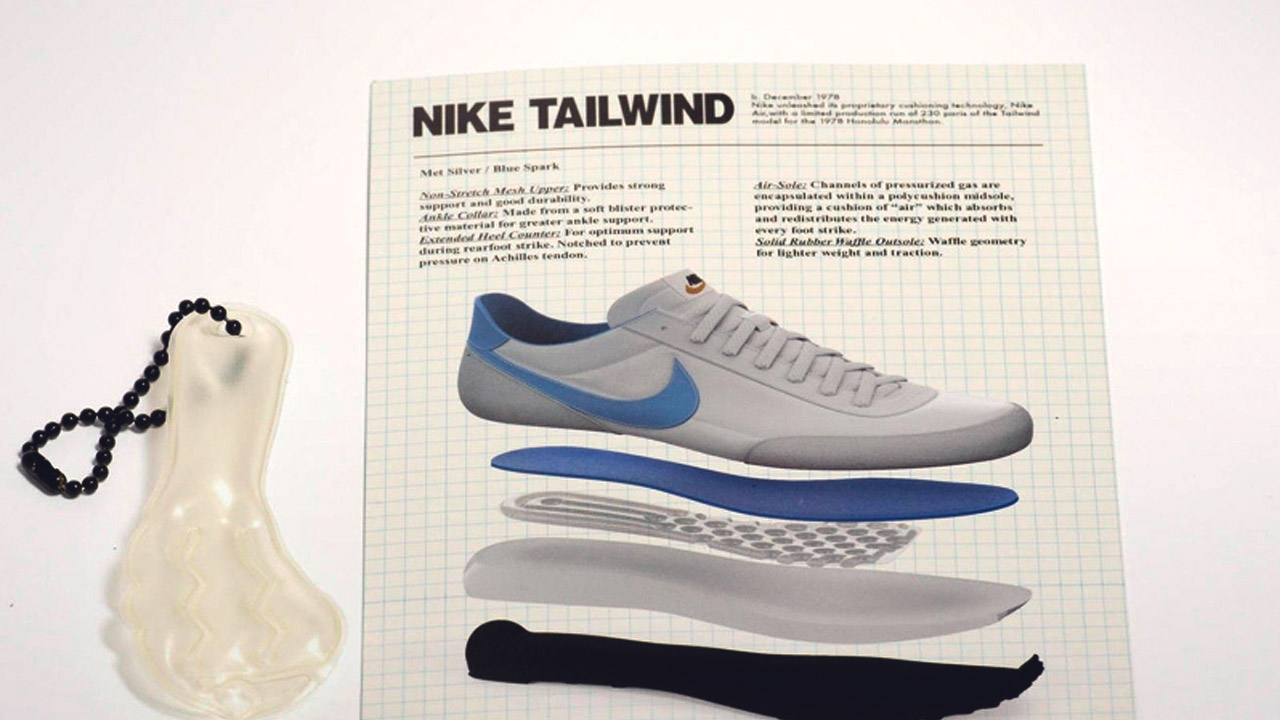 NIKE TAILWIND
b. December 1978
Nike unleashed its proprietary cushioning technology, Nike
Air,with a limited production run of 230 paris of the Tailwind
model for the 1978 Honolulu Marathon.
Met Silver / Blue Spark
Non-Stretch Mesh Upper: Provides strong
support and good durability.
Ankle Collar: Made from a soft blister protec-
tive material for greater ankle support.
Extended Heel Counter: For optimum support
during rearfoot strike. Notched to prevent
pressure on Achilles tendon.
Air-Sole: Channels of pressurized gas are
encapsulated within a polycushion midsole,
providing a cushion of “air” which absorbs
and redistributes the energy generated with
every foot strike.
Solid Rubber Waffle Outsole: Waffle geometry
for lighter weight and traction.